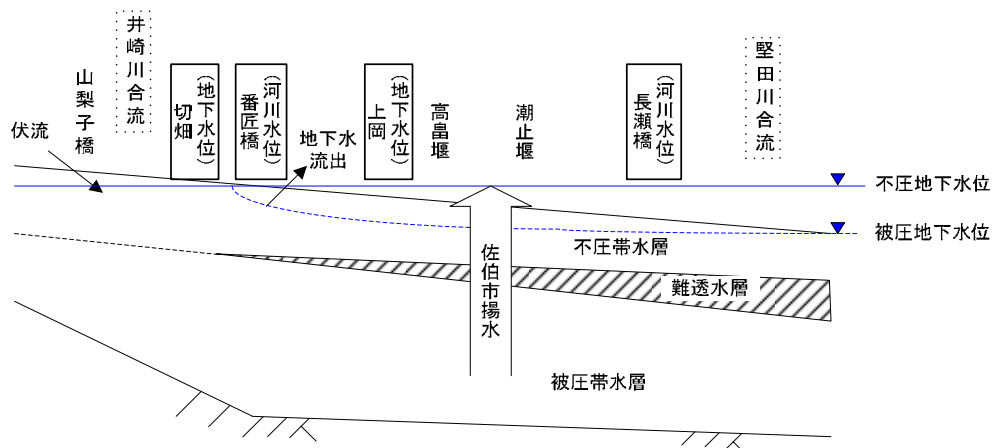 山梨子橋
井崎川合流
切畑
(地下水位)
番匠橋
(河川水位)
上岡
(地下水位)
高畠堰
潮止堰
長瀬橋
(河川水位)
堅田川合流
伏流
地下水
流出
不圧地下水位
被圧地下水位
不圧帯水層
難透水層
佐伯市揚水
被圧帯水層